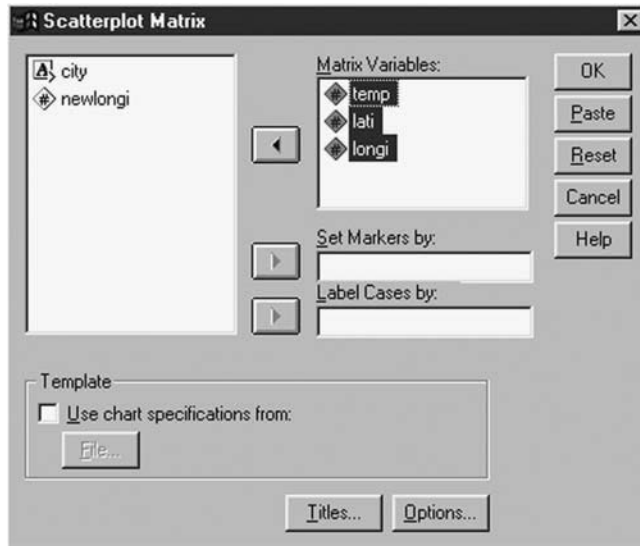 Scatterplot Matrix
city
newlongi
Matrix Variables:
temp
lati
longi
Set Markers by:
Label Cases by:
OK
Paste
Reset
Cancel
Help
Template
Use chart specifications from:
File...
Titles...
Options...